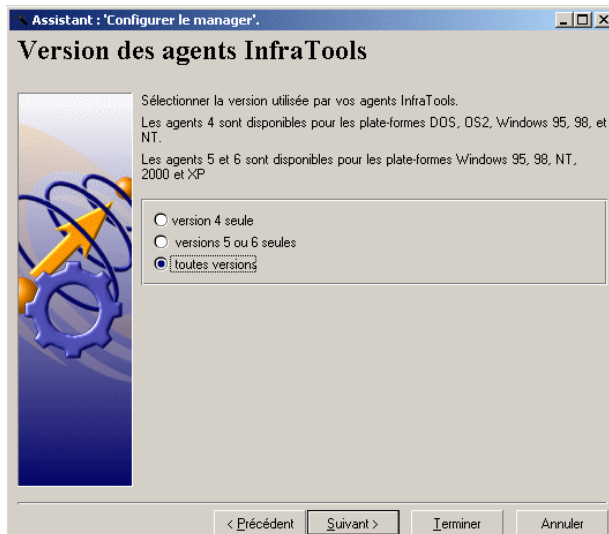 Assistant : 'Configurer le manager'.
Version des agents InfraTools
Sélectionner la version utilisée par vos agents InfraTools.
Les agents 4 sont disponibles pour les plate-formes DOS, OS2, Windows 95, 98, et
NT.
Les agents 5 et 6 sont disponibles pour les plate-formes Windows 95, 98, NT,
2000 et XP
version 4 seule
versions 5 ou 6 seules
toutes versions
< Précédent Suivant > Terminer Annuler